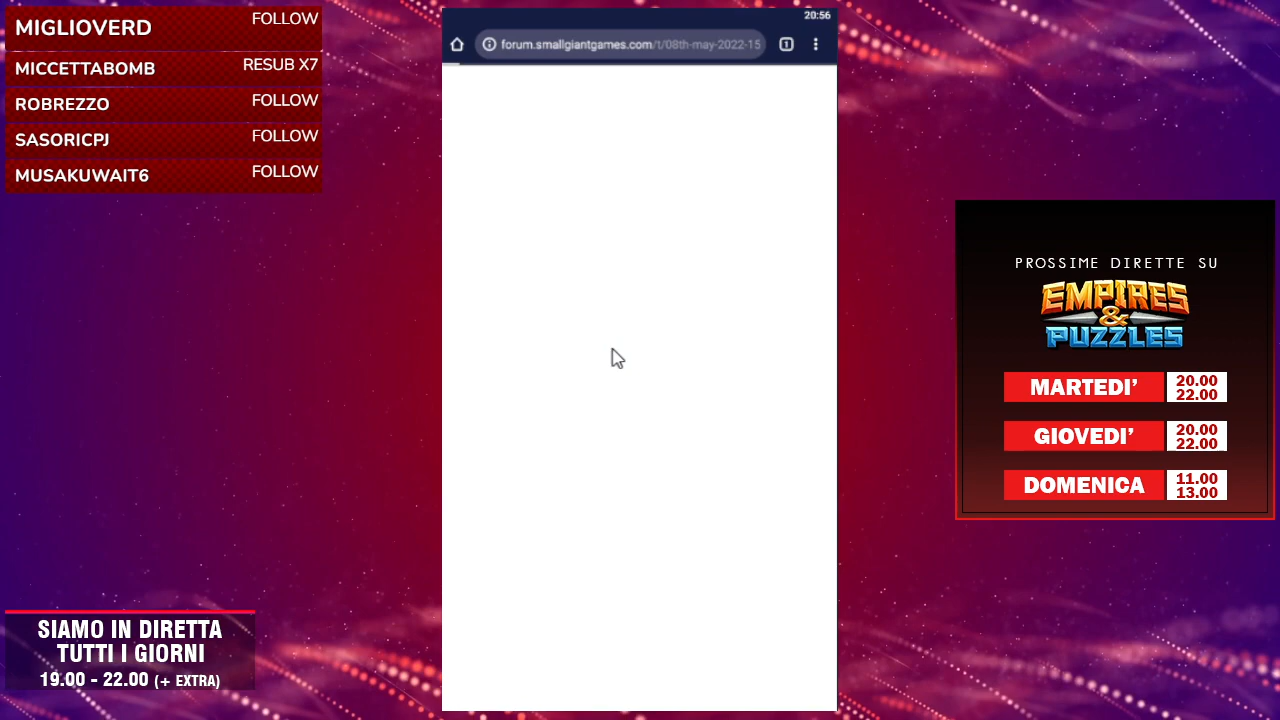 MIGLIOVERD FOLLOW
MICCETTABOMB RESUB X7
ROBREZZO FOLLOW
SASORICPJ FOLLOW
MUSAKUWAIT6 FOLLOW
20:56
forum.smallgiantgames.com/t/08th-may-2022-15
1
PROSSIME DIRETTE SU
EMPIRES
&
PUZZLES
MARTEDI’ 20.00
22.00
GIOVEDI’ 20.00
22.00
DOMENICA 11.00
13.00
SIAMO IN DIRETTA
TUTTI I GIORNI
19.00 - 22.00 (+ EXTRA)